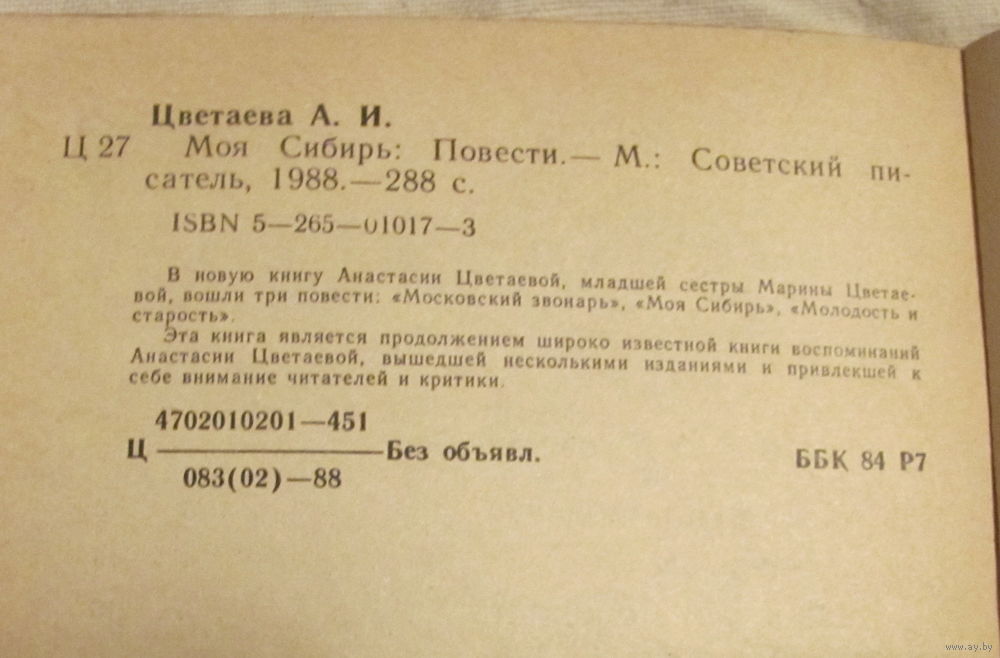 Цветаева А. И.
Ц 27 Моя Сибирь: Повести.— М.: Советский пи-
сатель, 1988.—288 с.
ISBN 5—265—01017—3
В новую книгу Анастасии Цветаевой, младшей сестры Марины Цветае-
вой, вошли три повести: «Московский звонарь», «Моя Сибирь», «Молодость и
старость».
Эта книга является продолжением широко известной книги воспоминаний
Анастасии Цветаевой, вышедшей несколькими изданиями и привлекшей к
себе внимание читателей и критики.
4702010201—451
Ц ————— Без объявл.
083(02)—88
ББК 84 Р7
www.ay.by